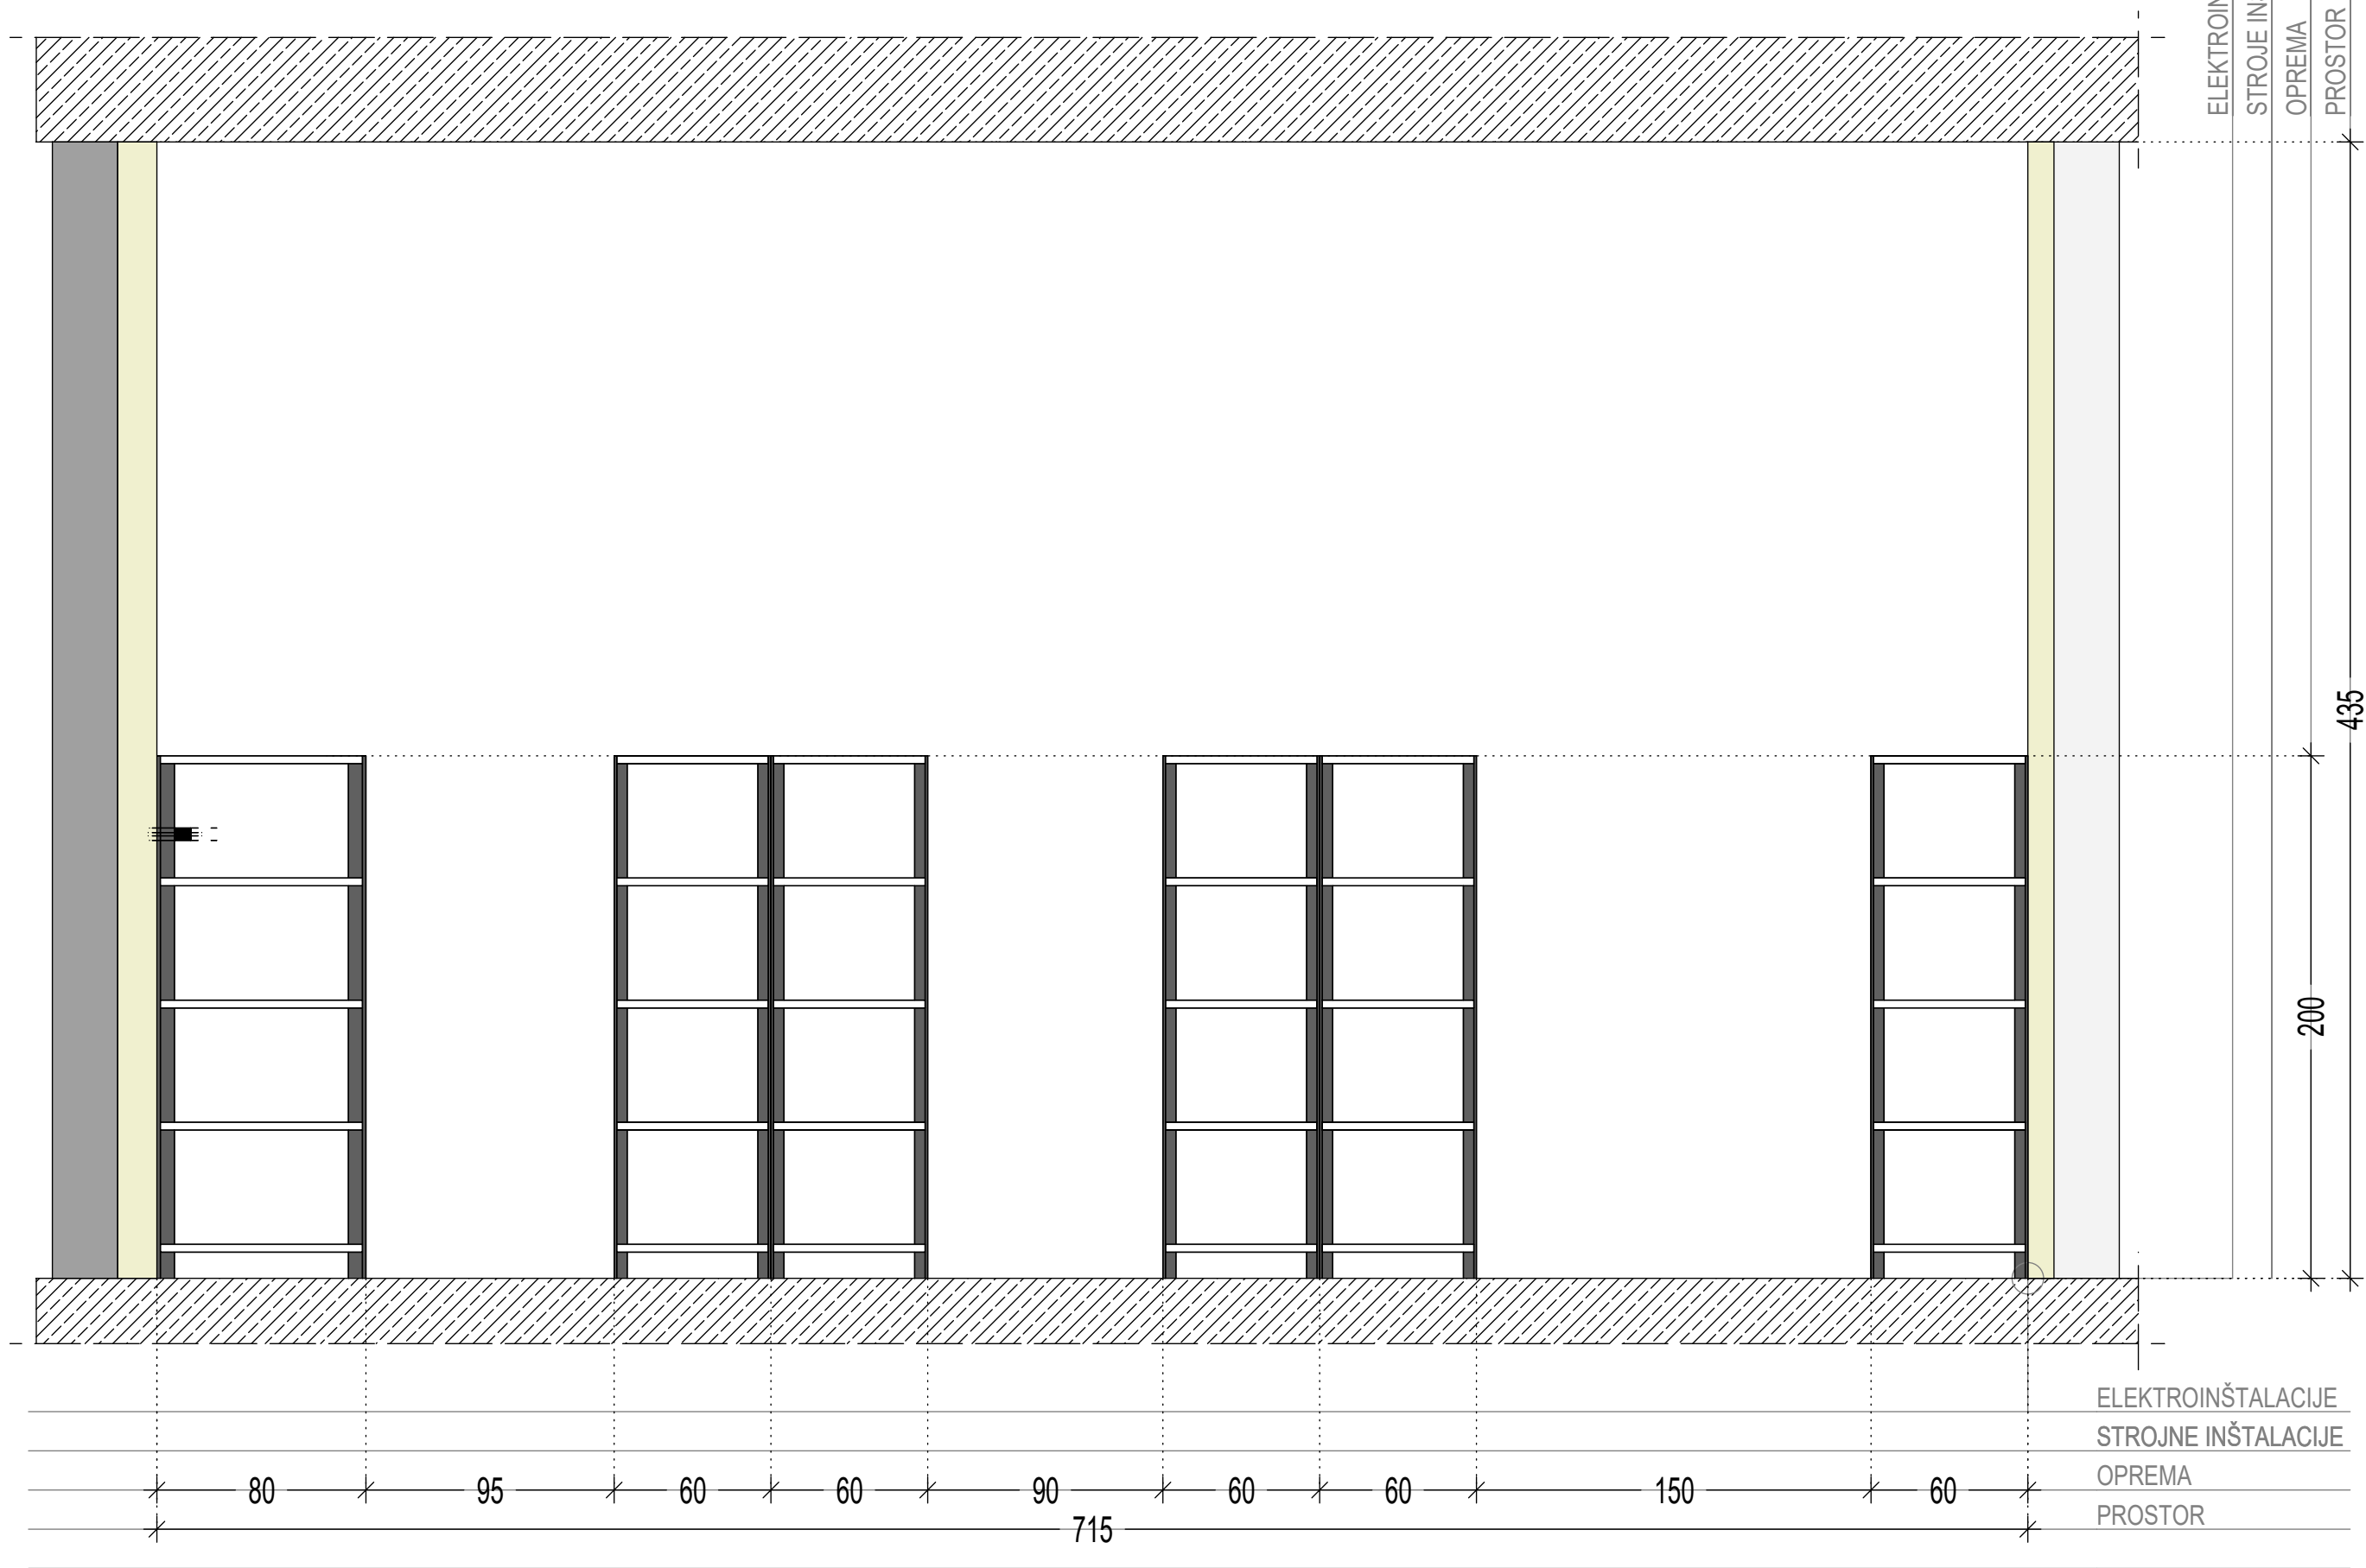 ELEKTROIN
STROJE IN
OPREMA
PROSTOR
435
200
ELEKTROINŠTALACIJE
STROJNE INŠTALACIJE
OPREMA
80 95 60 60 90 60 60 150 60
PROSTOR
715